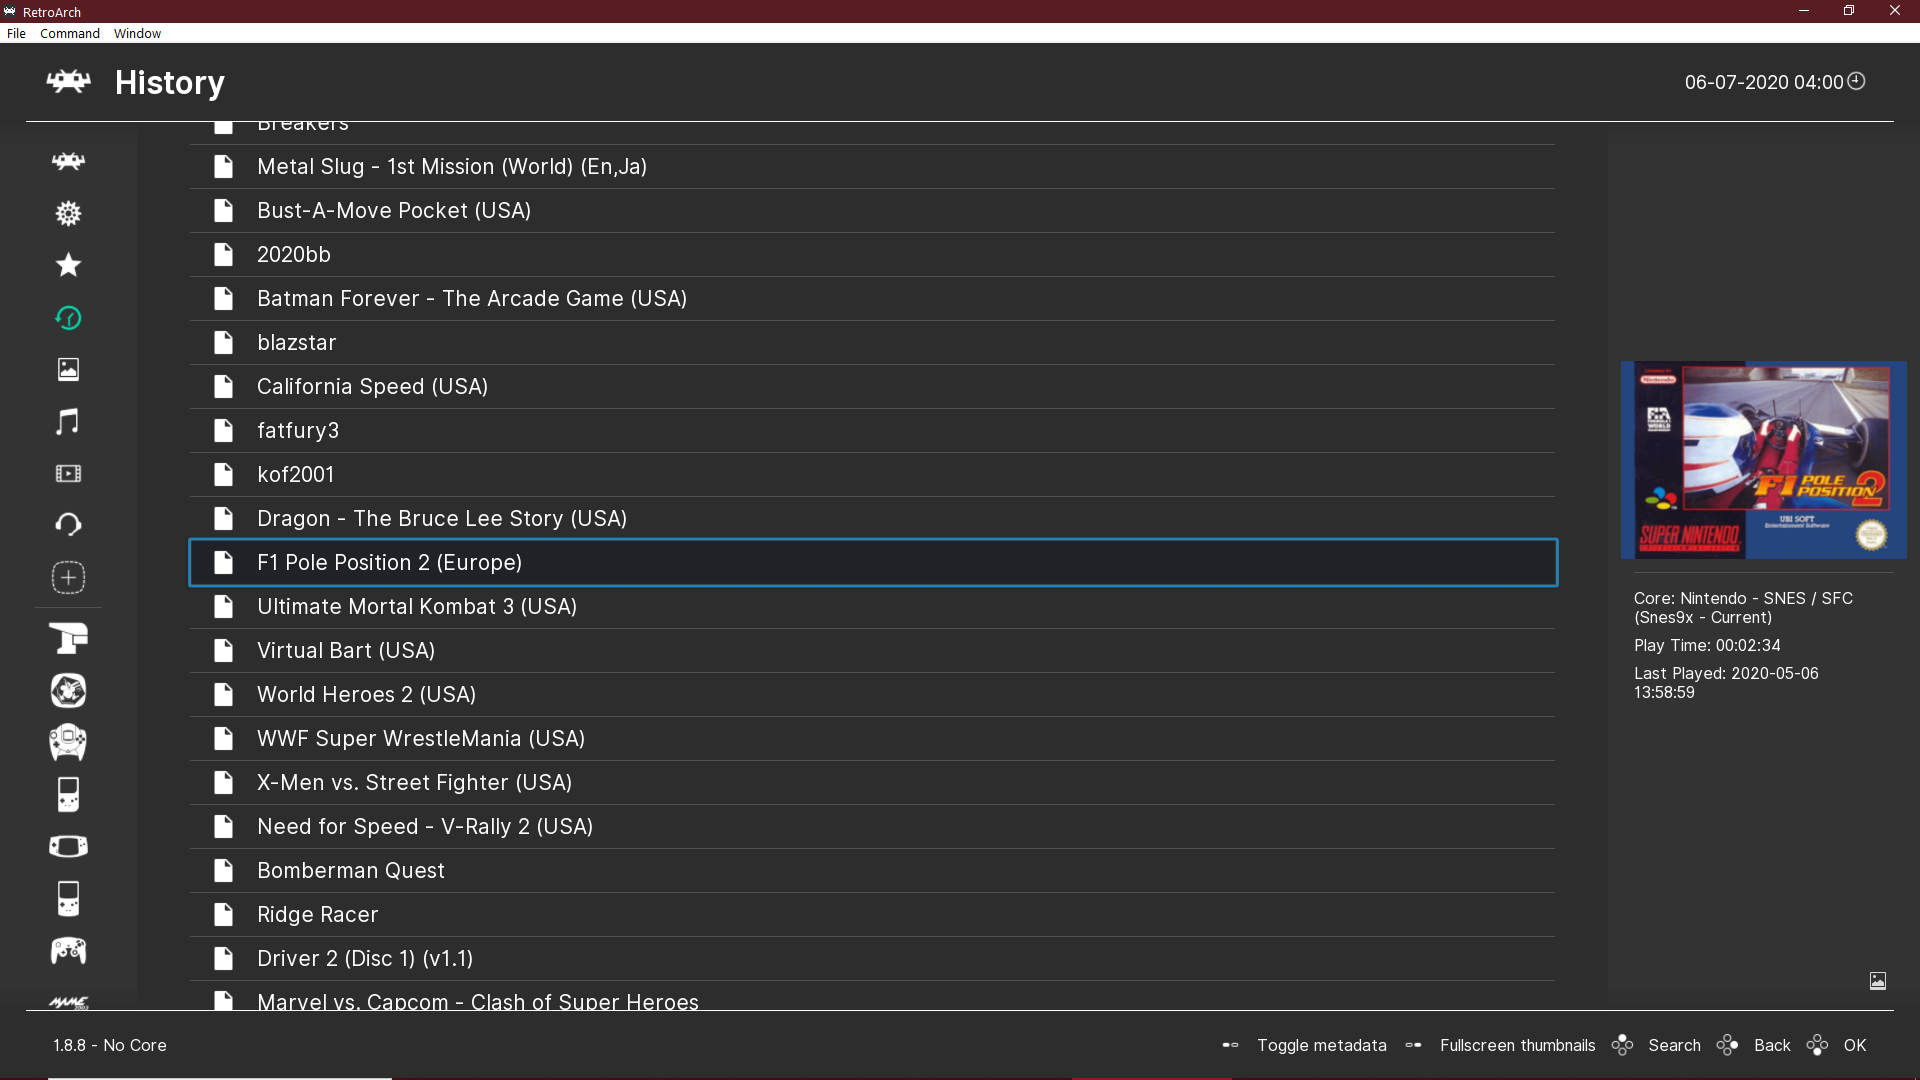 RetroArch
File Command Window
History
06-07-2020 04:00
Breakers
Metal Slug - 1st Mission (World) (En,Ja)
Bust-A-Move Pocket (USA)
2020bb
Batman Forever - The Arcade Game (USA)
blazstar
California Speed (USA)
fatfury3
kof2001
Dragon - The Bruce Lee Story (USA)
F1 Pole Position 2 (Europe)
Ultimate Mortal Kombat 3 (USA)
Virtual Bart (USA)
World Heroes 2 (USA)
WWF Super WrestleMania (USA)
X-Men vs. Street Fighter (USA)
Need for Speed - V-Rally 2 (USA)
Bomberman Quest
Ridge Racer
Driver 2 (Disc 1) (v1.1)
Marvel vs. Capcom - Clash of Super Heroes
MAME
Nintendo
FIA
WORLD
F1 POLE
POSITION 2
UBI SOFT
Entertainment Software
SUPER NINTENDO
Core: Nintendo - SNES / SFC
(Snes9x - Current)
Play Time: 00:02:34
Last Played: 2020-05-06
13:58:59
1.8.8 - No Core
Toggle metadata
Fullscreen thumbnails
Search
Back
OK